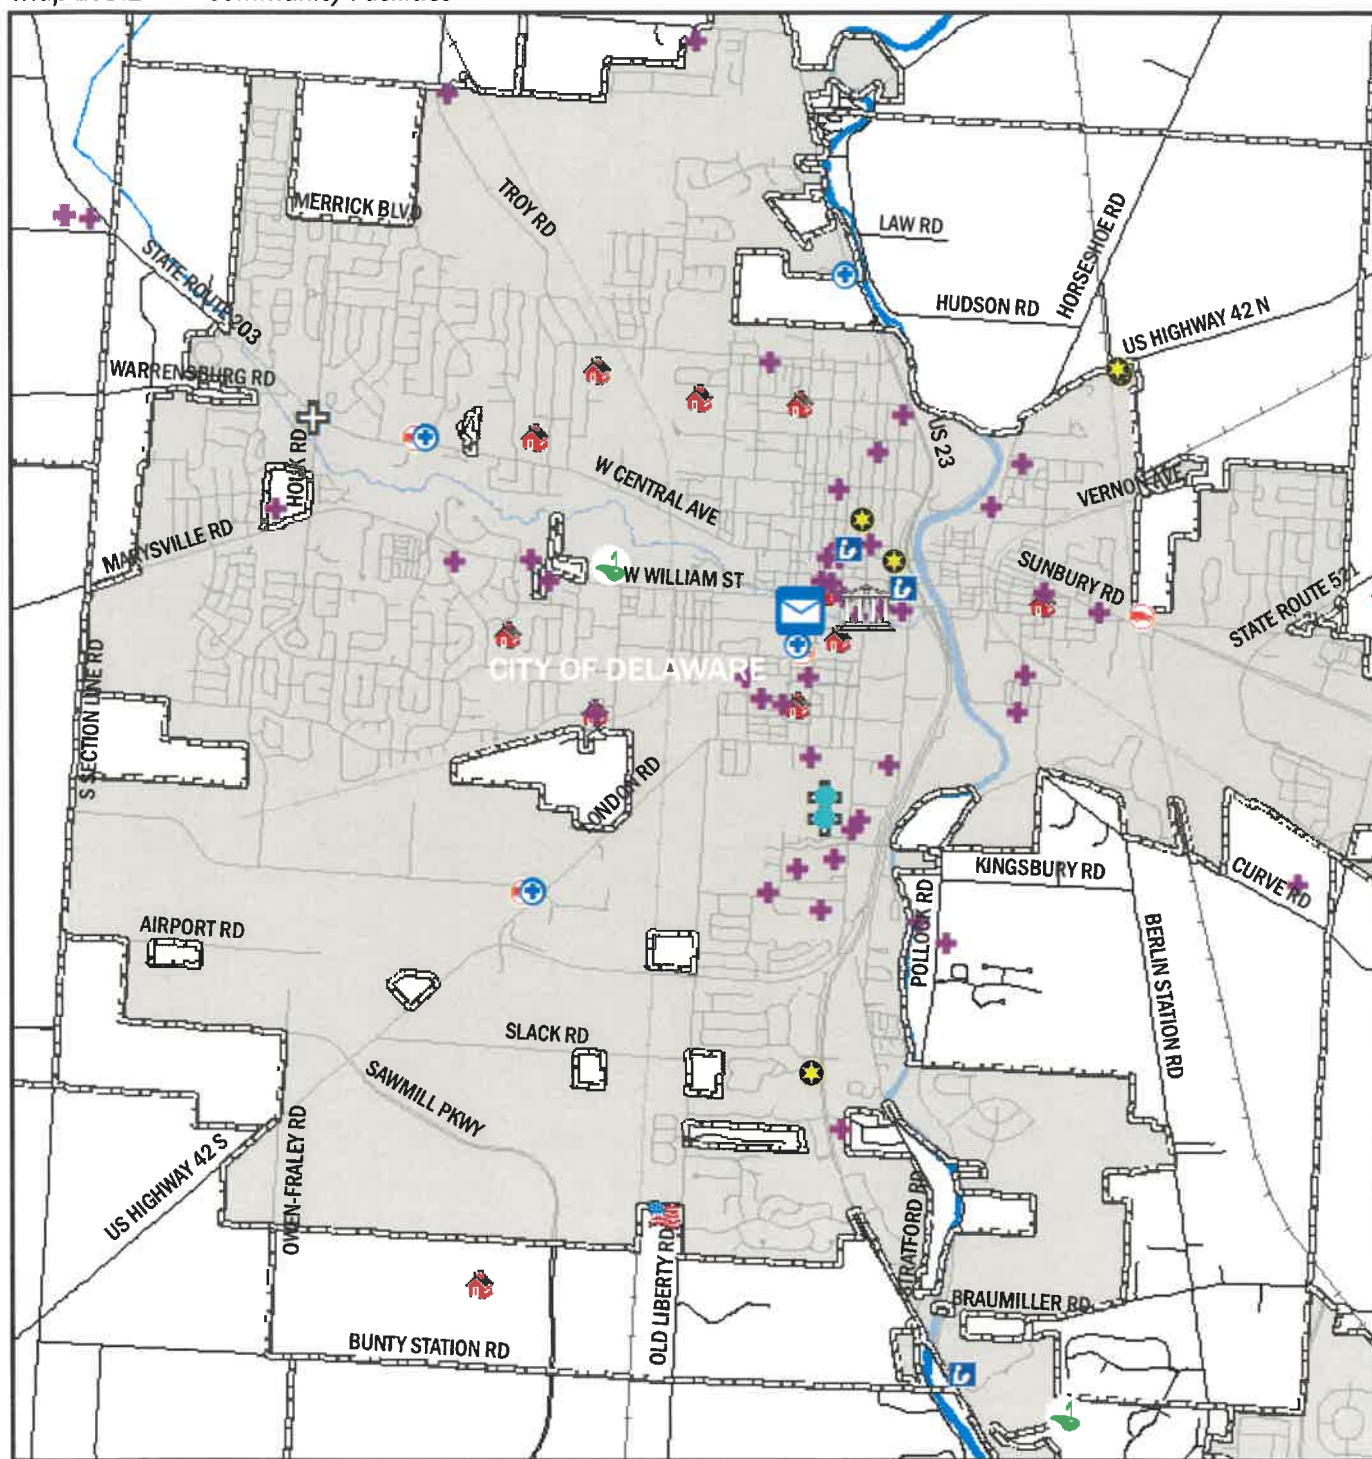 Community Facilities
TROY RD
MERRICK BLVD
LAW RD
HORSESHOE RD
STATE ROUTE 203
HUDSON RD
US HIGHWAY 42 N
WARRENSBURG RD
US 23
HOUK RD
W CENTRAL AVE
VERNON AVE
MARYSVILLE RD
W WILLIAM ST
SUNBURY RD
STATE ROUTE 521
CITY OF DELAWARE
S SECTION LINE RD
LONDON RD
KINGSBURY RD
CURVE RD
AIRPORT RD
POLLOCK RD
BERLIN STATION RD
SLACK RD
SAWMILL PKWY
US HIGHWAY 42 S
OWEN-FRALEY RD
STRATFORD RD
OLD LIBERTY RD
BRAUMILLER RD
BUNTY STATION RD